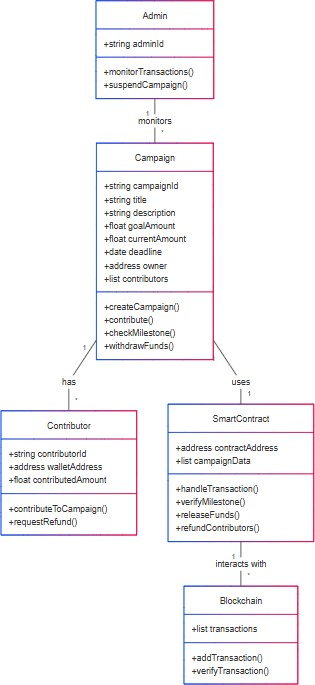 Admin
+string adminId
+monitorTransactions()
+suspendCampaign()
1
monitors
*
Campaign
+string campaignId
+string title
+string description
+float goalAmount
+float currentAmount
+date deadline
+address owner
+list contributors
+createCampaign()
+contribute()
+checkMilestone()
+withdrawFunds()
1
has
*
uses
1
Contributor
+string contributorId
+address walletAddress
+float contributedAmount
+contributeToCampaign()
+requestRefund()
SmartContract
+address contractAddress
+list campaignData
+handleTransaction()
+verifyMilestone()
+releaseFunds()
+refundContributors()
1
interacts with
*
Blockchain
+list transactions
+addTransaction()
+verifyTransaction()